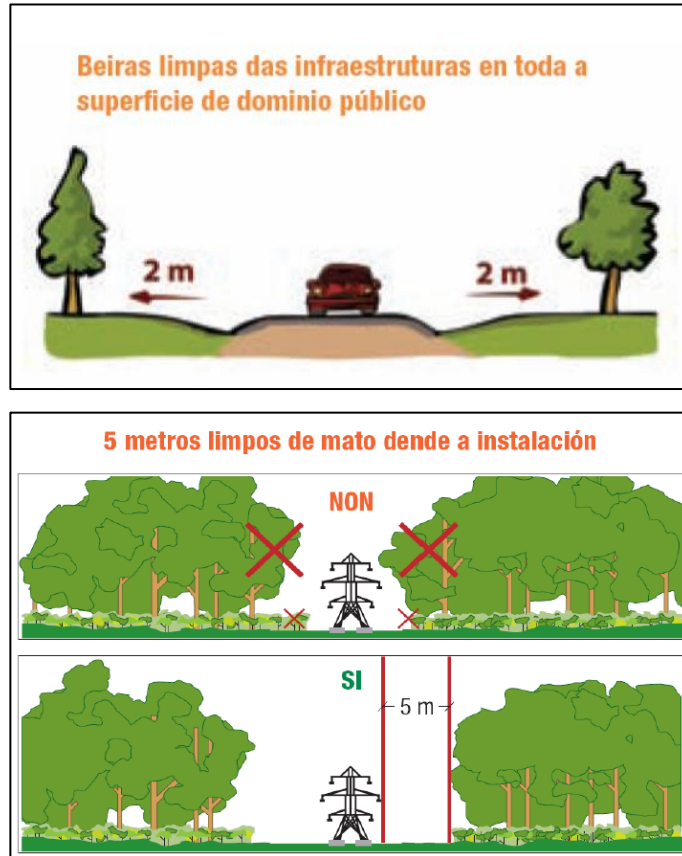 Beiras limpas das infraestruturas en toda a
superficie de dominio público
2 m
2 m
5 metros limpos de mato dende a instalación
NON
SI
5 m